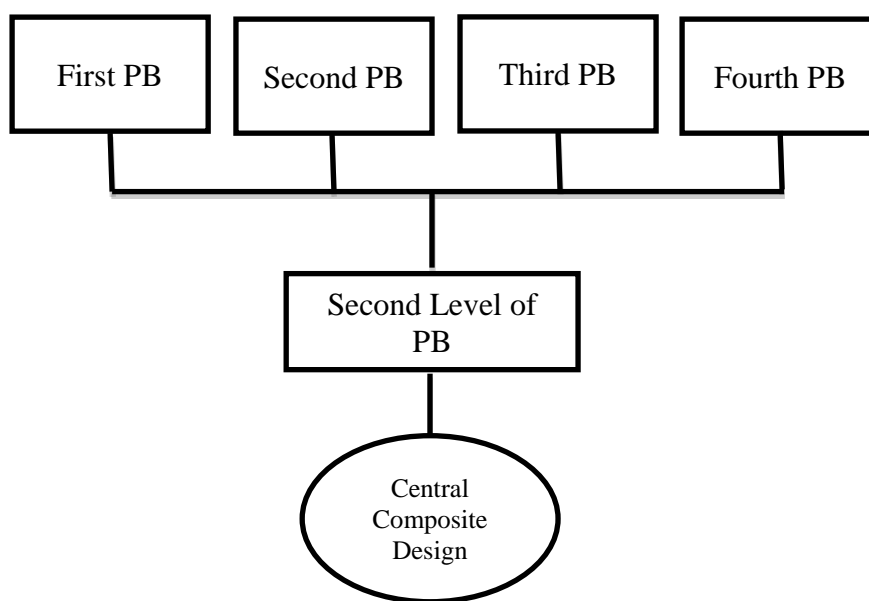 First PB
Second PB
Third PB
Fourth PB
Second Level of
PB
Central
Composite
Design